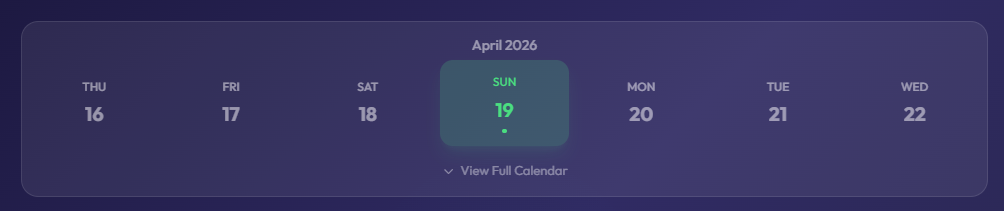 April 2026
THU FRI SAT SUN MON TUE WED
16 17 18 19 20 21 22
View Full Calendar